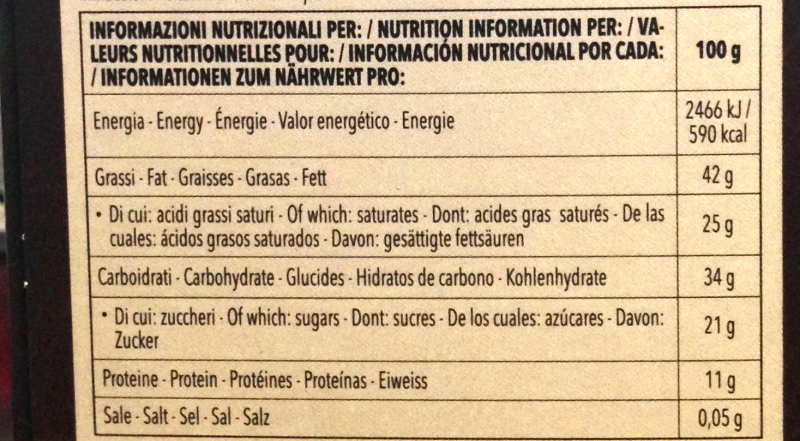 INFORMAZIONI NUTRIZIONALI PER: / NUTRITION INFORMATION PER: / VA-
LEURS NUTRITIONNELLES POUR: / INFORMACIÓN NUTRICIONAL POR CADA:
/ INFORMATIONEN ZUM NÄHRWERT PRO:
100 g
Energia - Energy - Énergie - Valor energético - Energie
2466 kJ /
590 kcal
Grassi - Fat - Graisses - Grasas - Fett
42 g
• Di cui: acidi grassi saturi - Of which: saturates - Dont: acides gras saturés - De las
cuales: ácidos grasos saturados - Davon: gesättigte fettsäuren
25 g
Carboidrati - Carbohydrate - Glucides - Hidratos de carbono - Kohlenhydrate
34 g
• Di cui: zuccheri - Of which: sugars - Dont: sucres - De los cuales: azúcares - Davon:
Zucker
21 g
Proteine - Protein - Protéines - Proteínas - Eiweiss
11 g
Sale - Salt - Sel - Sal - Salz
0,05 g